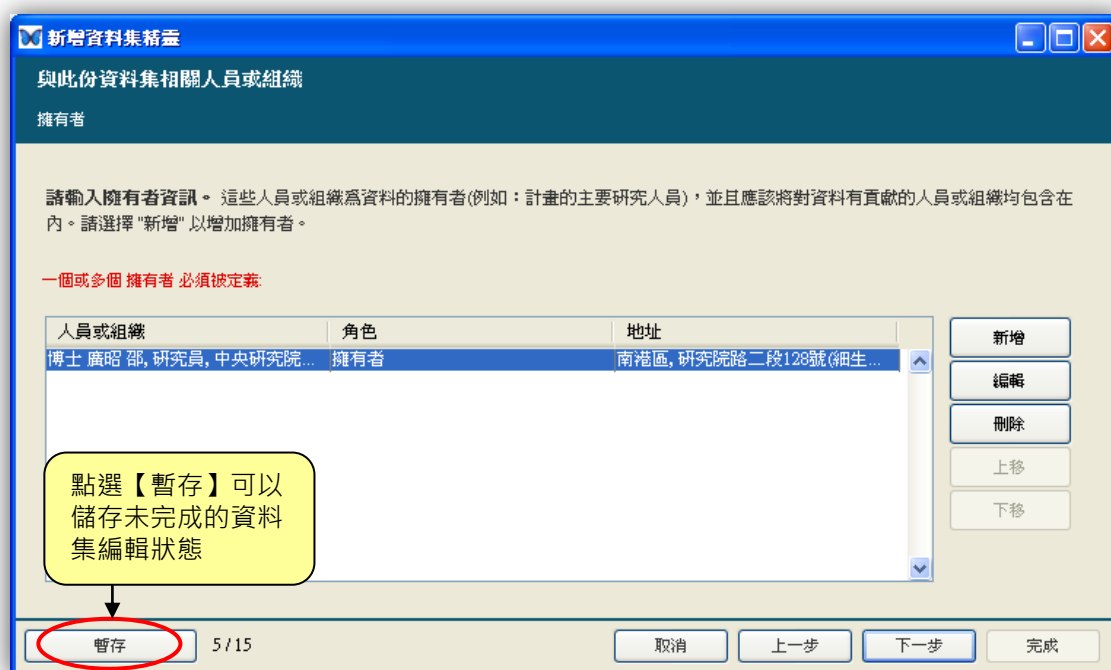 新增資料集精靈
與此份資料集相關人員或組織
擁有者
請輸入擁有者資訊。 這些人員或組織為資料的擁有者(例如：計畫的主要研究人員)，並且應該將對資料有貢獻的人員或組織均包含在
內。請選擇 "新增" 以增加擁有者。
一個或多個 擁有者 必須被定義:
人員或組織 角色 地址
博士 廣昭 邵, 研究員, 中央研究院... 擁有者 南港區, 研究院路二段128號(細生...
新增
編輯
刪除
上移
下移
點選【暫存】可以
儲存未完成的資料
集編輯狀態
暫存 5 / 15 取消 上一步 下一步 完成